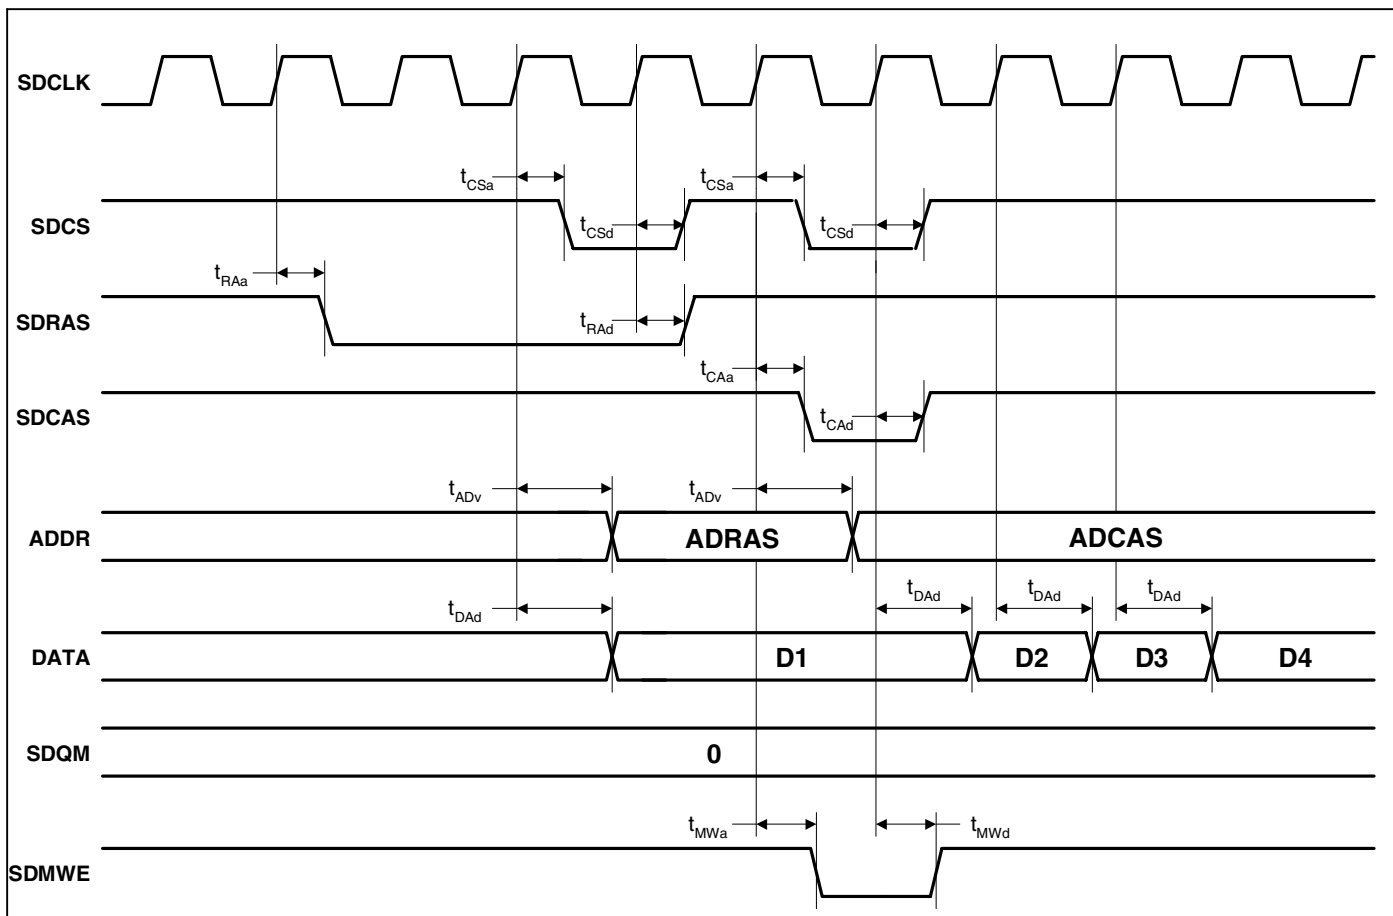 SDCLK
t_CSa t_CSa
SDCS t_CSd t_CSd
t_RAa
SDRAS t_RAd
t_CAa
SDCAS t_CAd
t_ADv t_ADv
ADDR ADRAS ADCAS
t_DAd t_DAd t_DAd t_DAd
DATA D1 D2 D3 D4
SDQM 0
t_MWa t_MWd
SDMWE